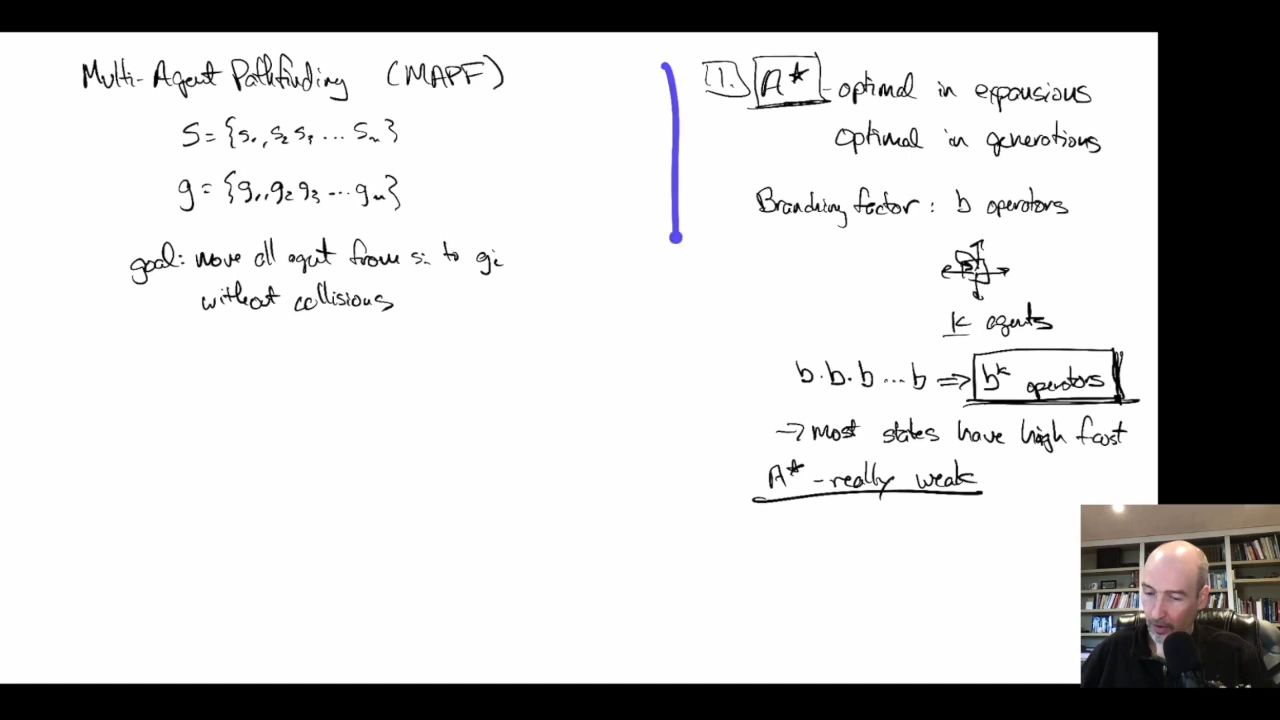 Multi-Agent Pathfinding (MAPF)
S = {s₁, s₂ s₃ ... sₙ}
g = {g₁, g₂ g₃ ... gₙ}
goal: move all agent from sᵢ to gᵢ
without collisions
1. A* - optimal in expansions
optimal in generations
Branching factor: b operators
k agents
b·b·b ... b ⇒ bᵏ operators
→ most states have high f cost
A* - really weak